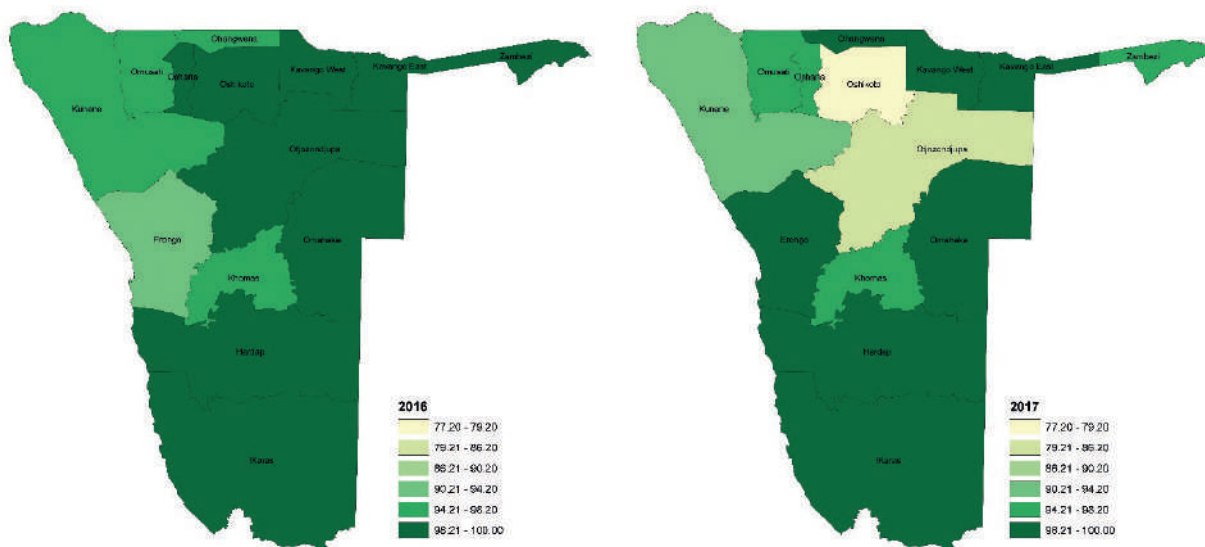 Ohangwena
Zambezi
Omusati
Oshana
Kavango West
Kavango East
Oshikoto
Kunene
Otjozondjupa
Erongo
Omaheke
Khomas
Hardap
!Karas
2016
77.20 - 79.20
79.21 - 86.20
86.21 - 90.20
90.21 - 94.20
94.21 - 98.20
98.21 - 100.00
Ohangwena
Zambezi
Omusati
Oshana
Kavango West
Kavango East
Oshikoto
Kunene
Otjozondjupa
Erongo
Omaheke
Khomas
Hardap
!Karas
2017
77.20 - 79.20
79.21 - 86.20
86.21 - 90.20
90.21 - 94.20
94.21 - 98.20
98.21 - 100.00